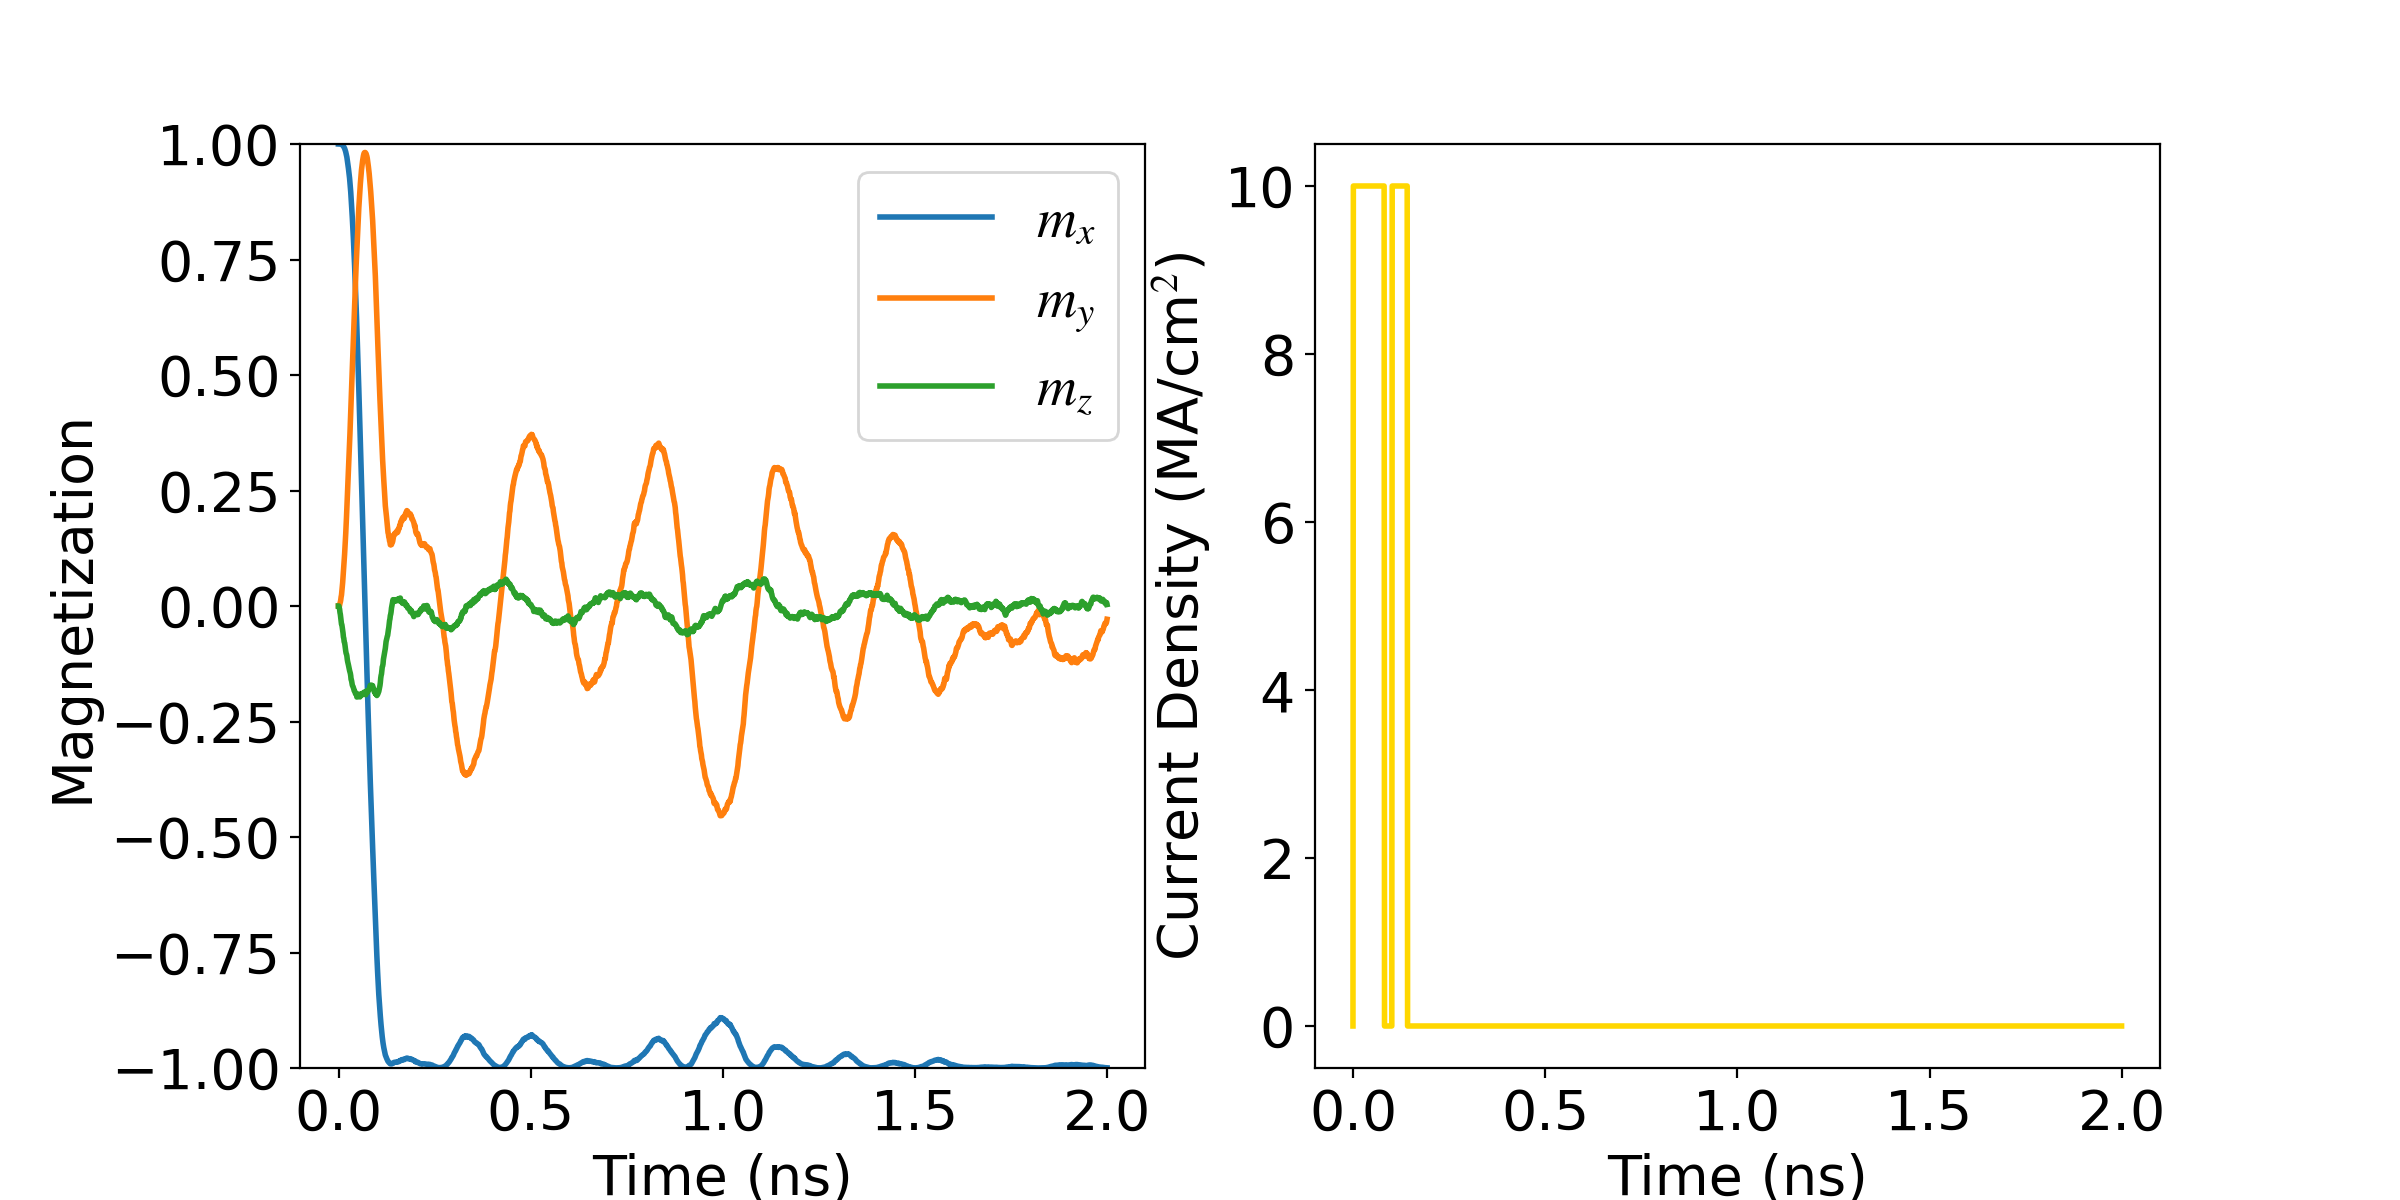 Magnetization
1.00
0.75
0.50
0.25
0.00
−0.25
−0.50
−0.75
−1.00
0.0 0.5 1.0 1.5 2.0
Time (ns)
m_x
m_y
m_z
Current Density (MA/cm²)
10
8
6
4
2
0
0.0 0.5 1.0 1.5 2.0
Time (ns)